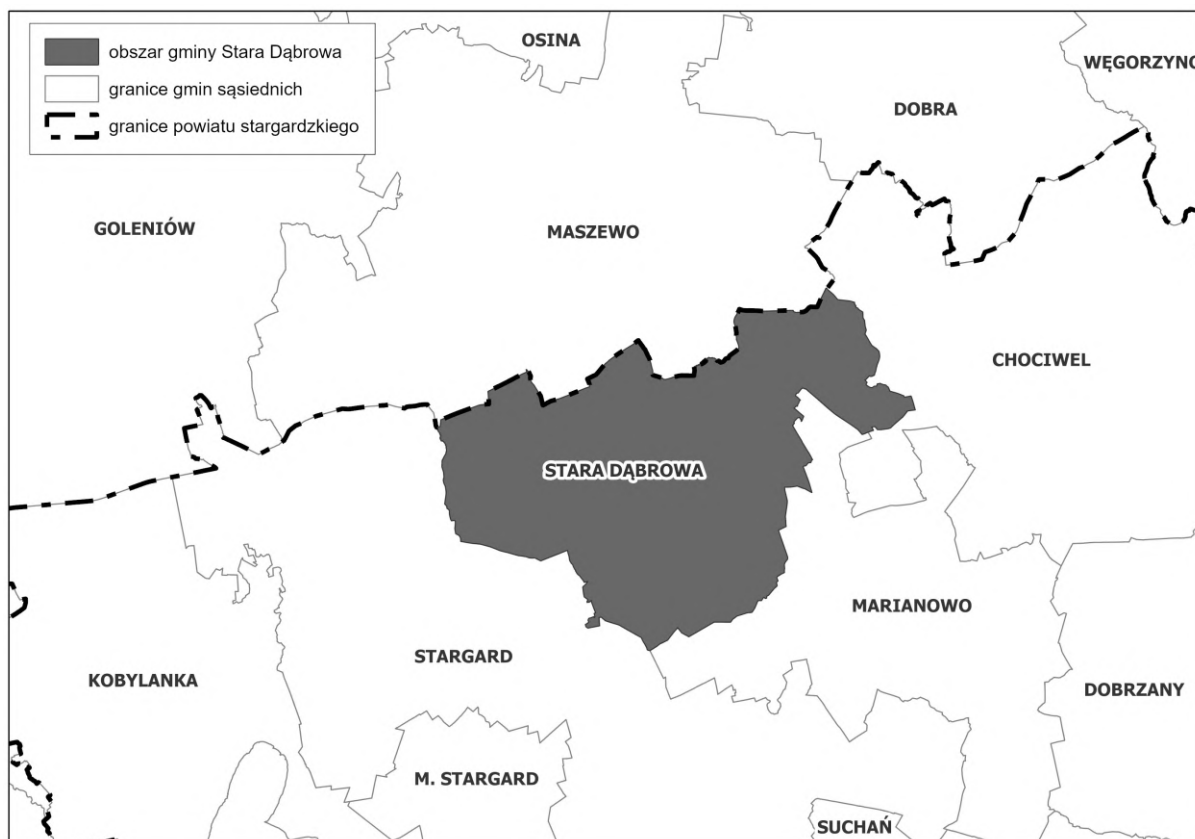 obszar gminy Stara Dąbrowa
granice gmin sąsiednich
granice powiatu stargardzkiego
OSINA
WĘGORZYNO
DOBRA
GOLENIÓW
MASZEWO
CHOCIWEL
STARA DĄBROWA
MARIANOWO
STARGARD
KOBYLANKA
DOBRZANY
M. STARGARD
SUCHAŃ